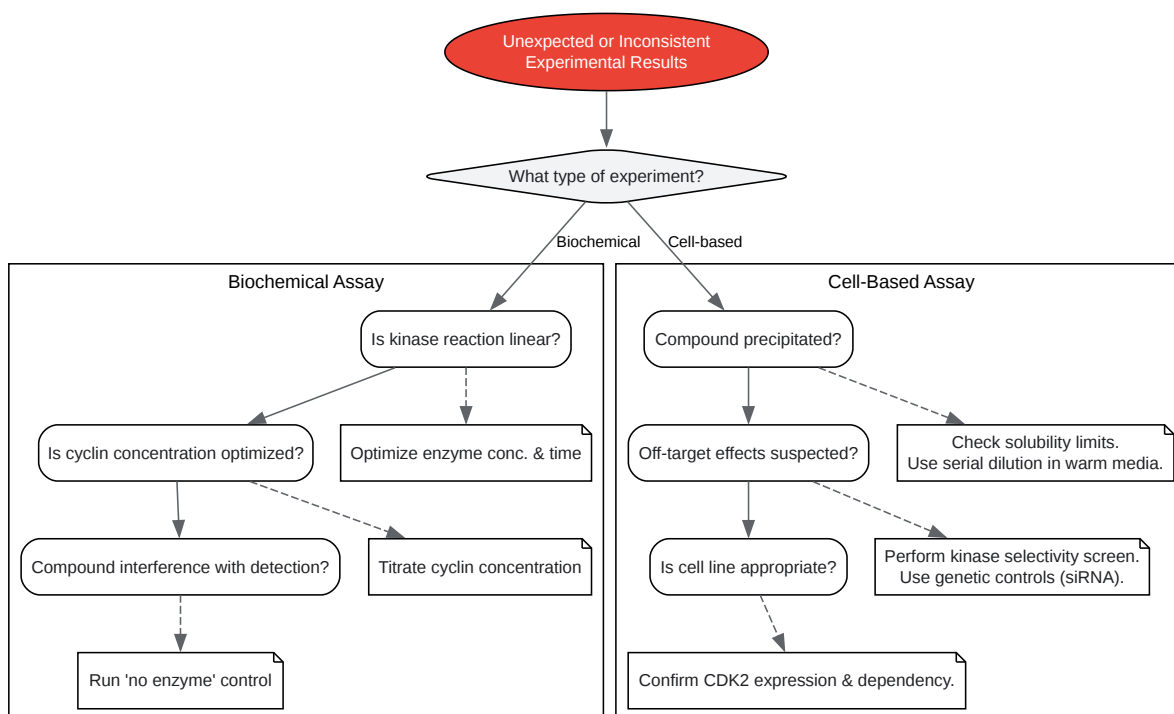 Unexpected or Inconsistent
Experimental Results
What type of experiment?
Biochemical
Cell-based
Biochemical Assay
Is kinase reaction linear?
Is cyclin concentration optimized?
Optimize enzyme conc. & time
Compound interference with detection?
Titrate cyclin concentration
Run 'no enzyme' control
Cell-Based Assay
Compound precipitated?
Off-target effects suspected?
Check solubility limits.
Use serial dilution in warm media.
Is cell line appropriate?
Perform kinase selectivity screen.
Use genetic controls (siRNA).
Confirm CDK2 expression & dependency.